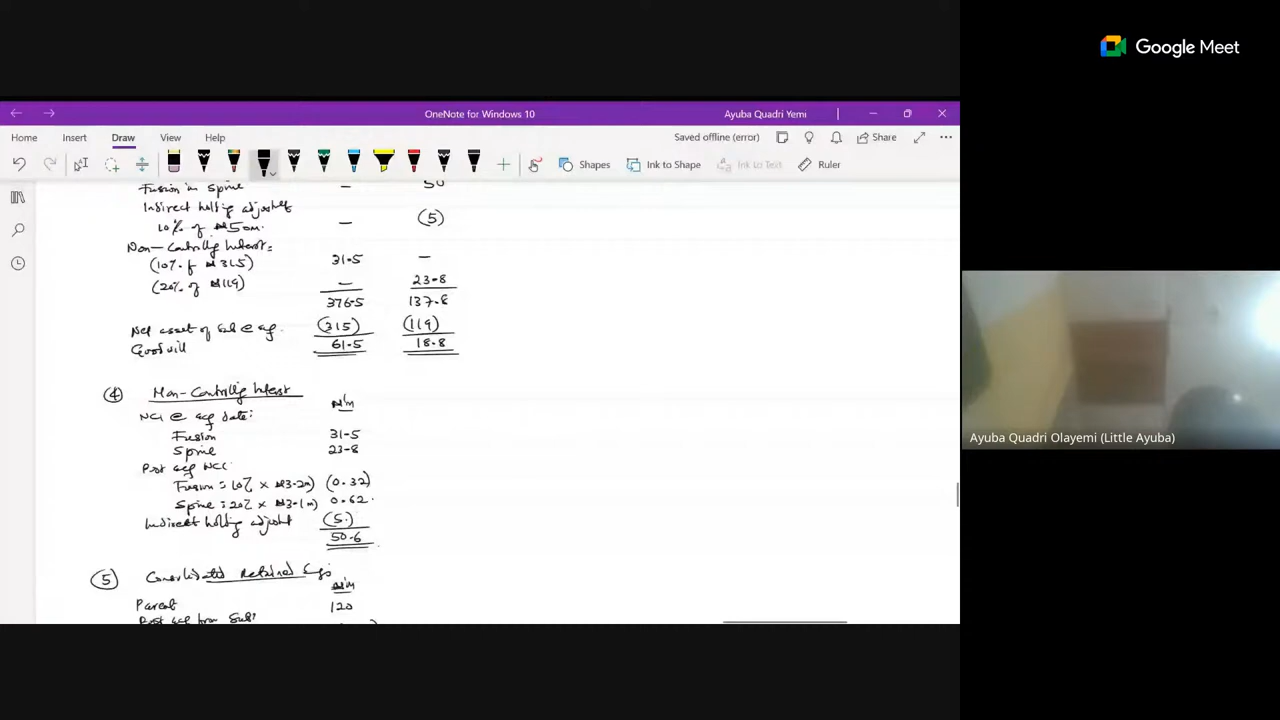 Google Meet
OneNote for Windows 10
Ayuba Quadri Yemi
Home Insert Draw View Help
Saved offline (error)
Share
Shapes
Ink to Shape
Ink to Text
Ruler
Fusion in Spine - 50
Indirect holding adjustment
10% of ₦50m. - (5)
Non-Controlling Interest:
(10% of ₦315) 31.5 -
(20% of ₦119) - 23.8
376.5 137.8
Net asset of Sub @ acq. (315) (119)
Goodwill 61.5 18.8
④ Non-Controlling Interest
₦'m
NCI @ acq date:
Fusion 31-5
Spine 23-8
Post acq NCI:
Fusion = 10% × ₦3.2m) (0.32)
Spine = 20% × ₦3.1m) 0.62
Indirect holding adjust (5)
50.6
⑤ Consolidated Retained
₦'m
Parent 120
Post acq from Sub:
Ayuba Quadri Olayemi (Little Ayuba)